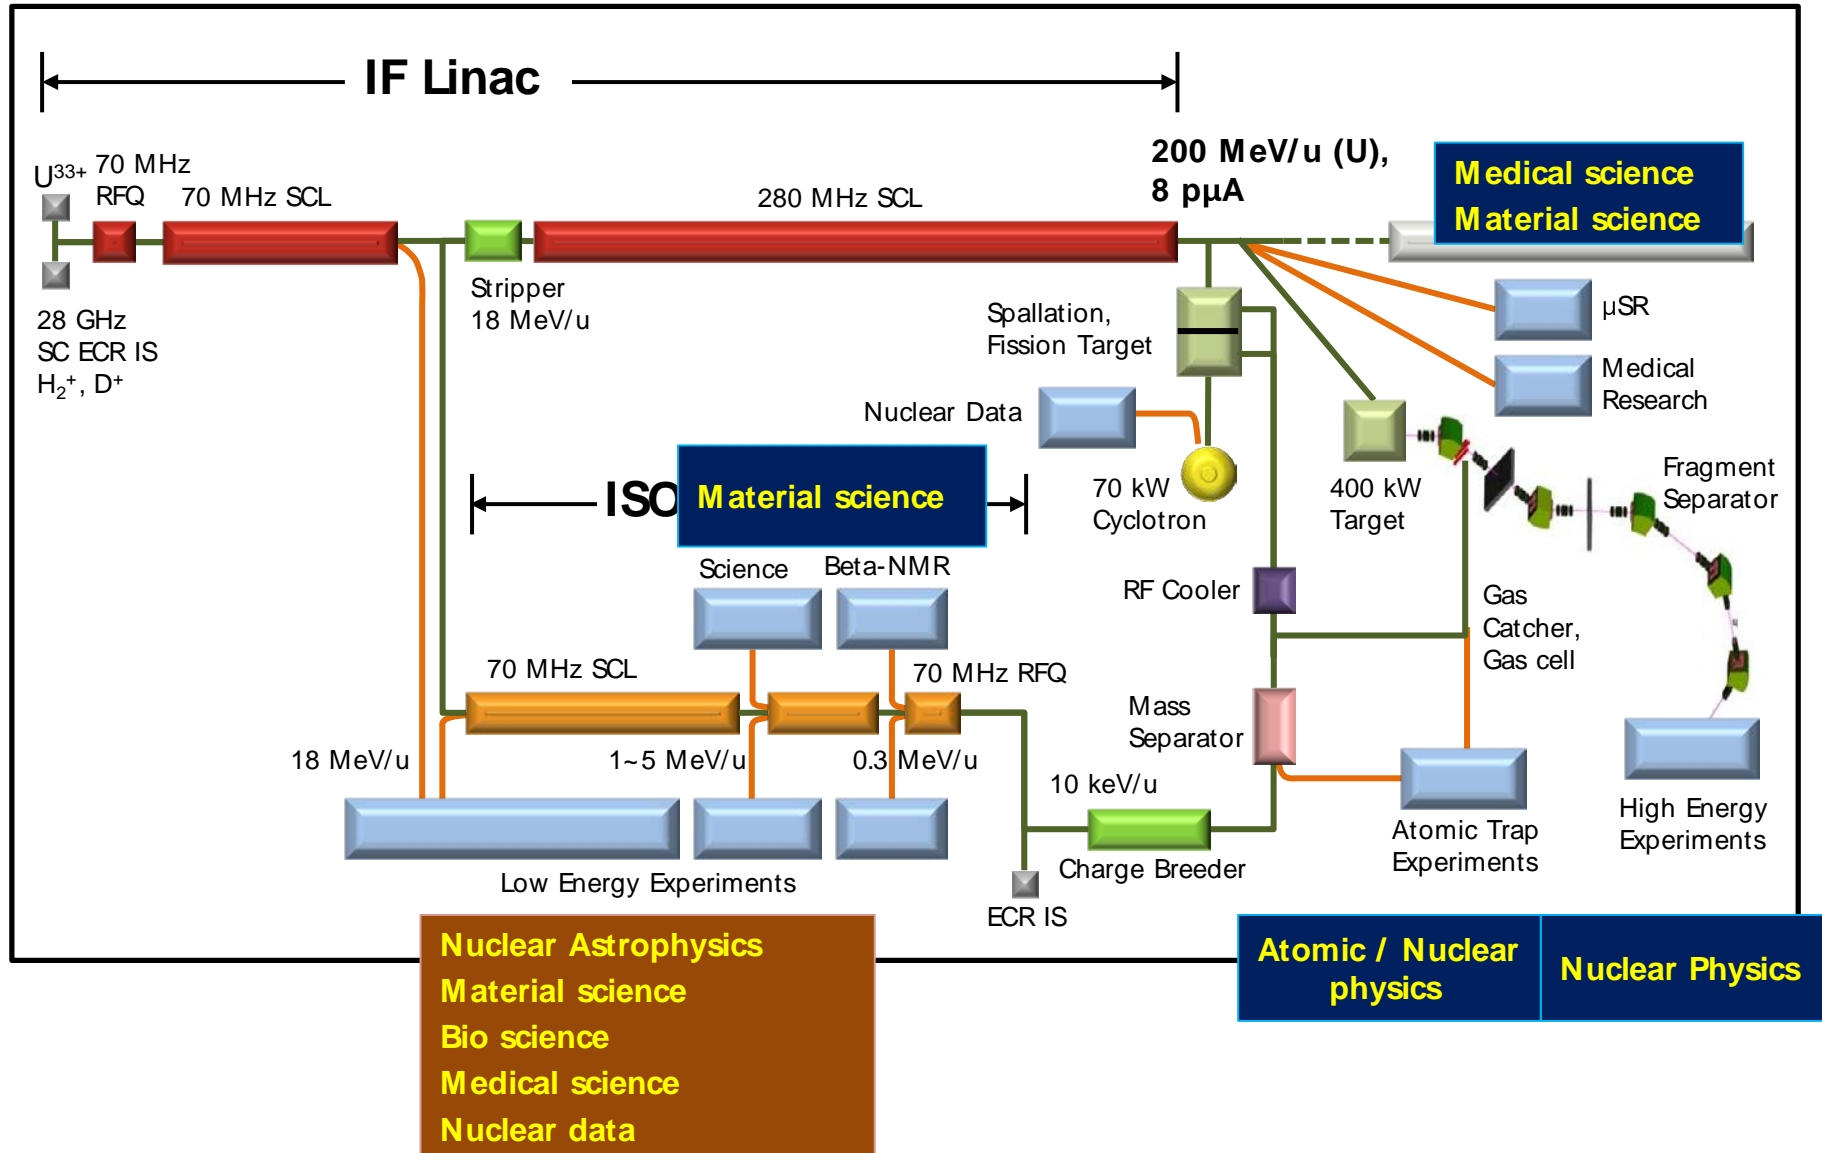 IF Linac
200 MeV/u (U),
8 pµA
Medical science
Material science
U³³⁺
70 MHz
RFQ
70 MHz SCL
280 MHz SCL
28 GHz
SC ECR IS
H₂⁺, D⁺
Stripper
18 MeV/u
Spallation,
Fission Target
µSR
Medical
Research
Nuclear Data
70 kW
Cyclotron
400 kW
Target
Fragment
Separator
ISO
Material science
Science
Beta-NMR
RF Cooler
Gas
Catcher,
Gas cell
70 MHz SCL
70 MHz RFQ
Mass
Separator
18 MeV/u
1~5 MeV/u
0.3 MeV/u
10 keV/u
Low Energy Experiments
Charge Breeder
ECR IS
Atomic Trap
Experiments
High Energy
Experiments
Nuclear Astrophysics
Material science
Bio science
Medical science
Nuclear data
Atomic / Nuclear
physics
Nuclear Physics